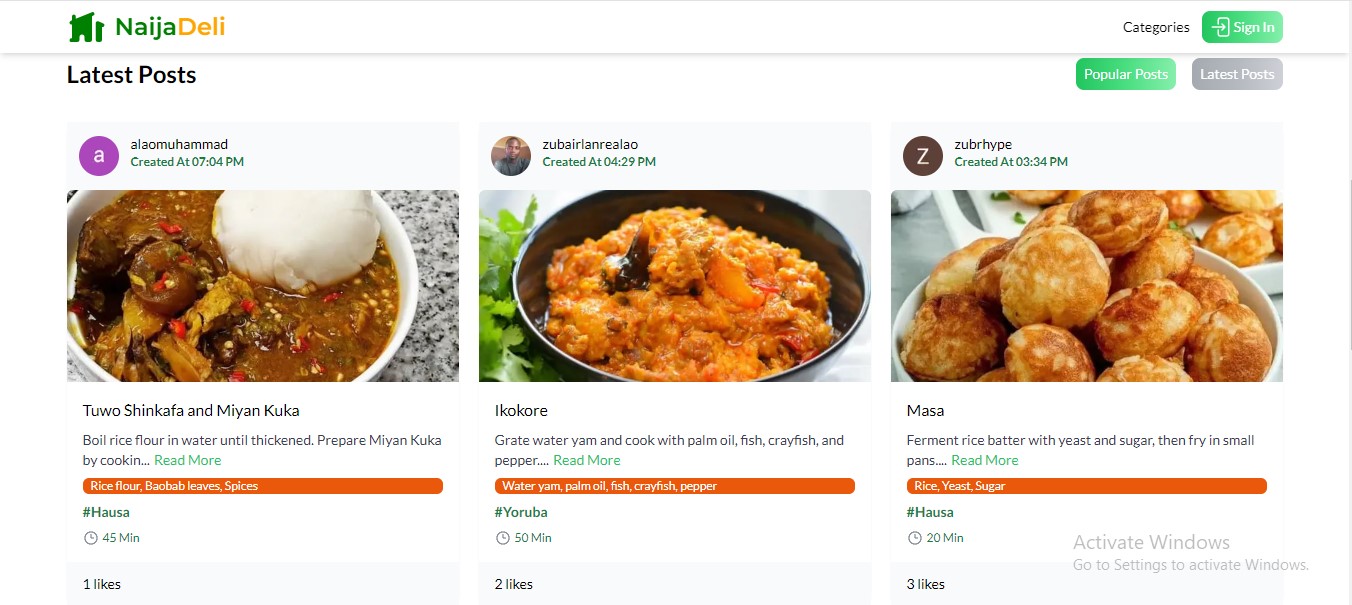 NaijaDeli
Categories
Sign In
Latest Posts
Popular Posts
Latest Posts
a
alaomuhammad
Created At 07:04 PM
Tuwo Shinkafa and Miyan Kuka
Boil rice flour in water until thickened. Prepare Miyan Kuka
by cookin... Read More
Rice flour, Baobab leaves, Spices
#Hausa
45 Min
1 likes
zubairlanrealao
Created At 04:29 PM
Ikokore
Grate water yam and cook with palm oil, fish, crayfish, and
pepper.... Read More
Water yam, palm oil, fish, crayfish, pepper
#Yoruba
50 Min
2 likes
Z
zubrhype
Created At 03:34 PM
Masa
Ferment rice batter with yeast and sugar, then fry in small
pans.... Read More
Rice, Yeast, Sugar
#Hausa
20 Min
3 likes
Activate Windows
Go to Settings to activate Windows.